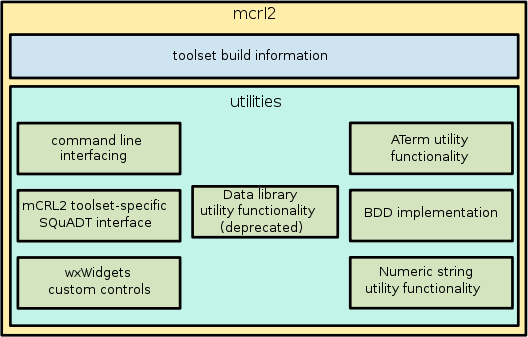 mcrl2
toolset build information
utilities
command line
interfacing
mCRL2 toolset-specific
SQuADT interface
wxWidgets
custom controls
Data library
utility functionality
(deprecated)
ATerm utility
functionality
BDD implementation
Numeric string
utility functionality